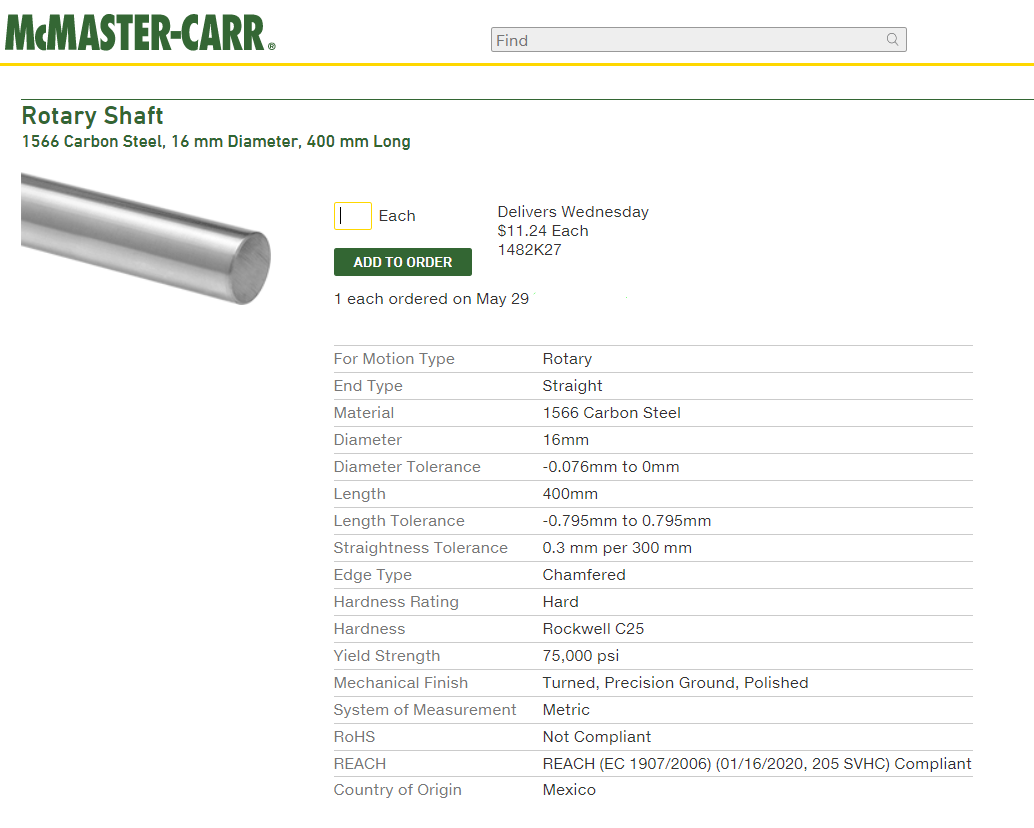 McMASTER-CARR®
Find
Rotary Shaft
1566 Carbon Steel, 16 mm Diameter, 400 mm Long
Each
ADD TO ORDER
Delivers Wednesday
$11.24 Each
1482K27
1 each ordered on May 29
For Motion Type Rotary
End Type Straight
Material 1566 Carbon Steel
Diameter 16mm
Diameter Tolerance -0.076mm to 0mm
Length 400mm
Length Tolerance -0.795mm to 0.795mm
Straightness Tolerance 0.3 mm per 300 mm
Edge Type Chamfered
Hardness Rating Hard
Hardness Rockwell C25
Yield Strength 75,000 psi
Mechanical Finish Turned, Precision Ground, Polished
System of Measurement Metric
RoHS Not Compliant
REACH REACH (EC 1907/2006) (01/16/2020, 205 SVHC) Compliant
Country of Origin Mexico